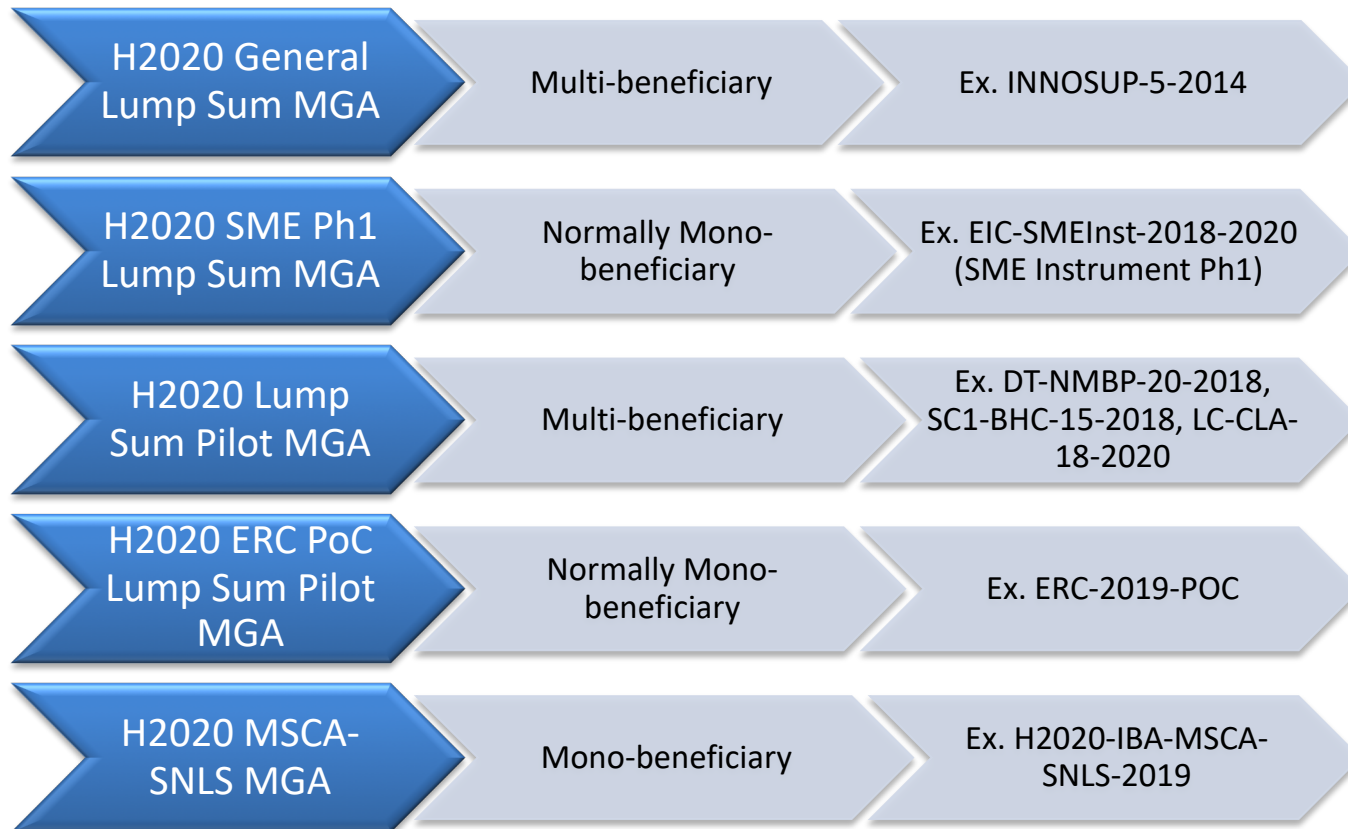 H2020 General
Lump Sum MGA
Multi-beneficiary
Ex. INNOSUP-5-2014
H2020 SME Ph1
Lump Sum MGA
Normally Mono-
beneficiary
Ex. EIC-SMEInst-2018-2020
(SME Instrument Ph1)
H2020 Lump
Sum Pilot MGA
Multi-beneficiary
Ex. DT-NMBP-20-2018,
SC1-BHC-15-2018, LC-CLA-
18-2020
H2020 ERC PoC
Lump Sum Pilot
MGA
Normally Mono-
beneficiary
Ex. ERC-2019-POC
H2020 MSCA-
SNLS MGA
Mono-beneficiary
Ex. H2020-IBA-MSCA-
SNLS-2019